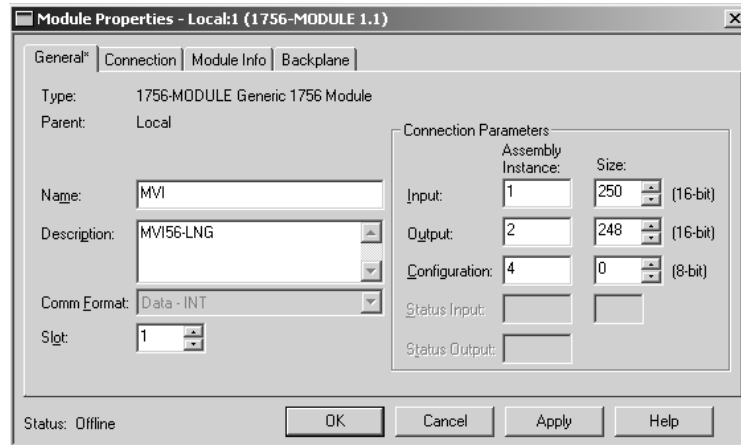 Module Properties - Local:1 (1756-MODULE 1.1)
General* Connection Module Info Backplane
Type: 1756-MODULE Generic 1756 Module
Parent: Local
Connection Parameters
Assembly Instance: Size:
Name: MVI
Input: 1 250 (16-bit)
Description: MVI56-LNG
Output: 2 248 (16-bit)
Configuration: 4 0 (8-bit)
Comm Format: Data - INT
Status Input:
Slot: 1
Status Output:
Status: Offline OK Cancel Apply Help